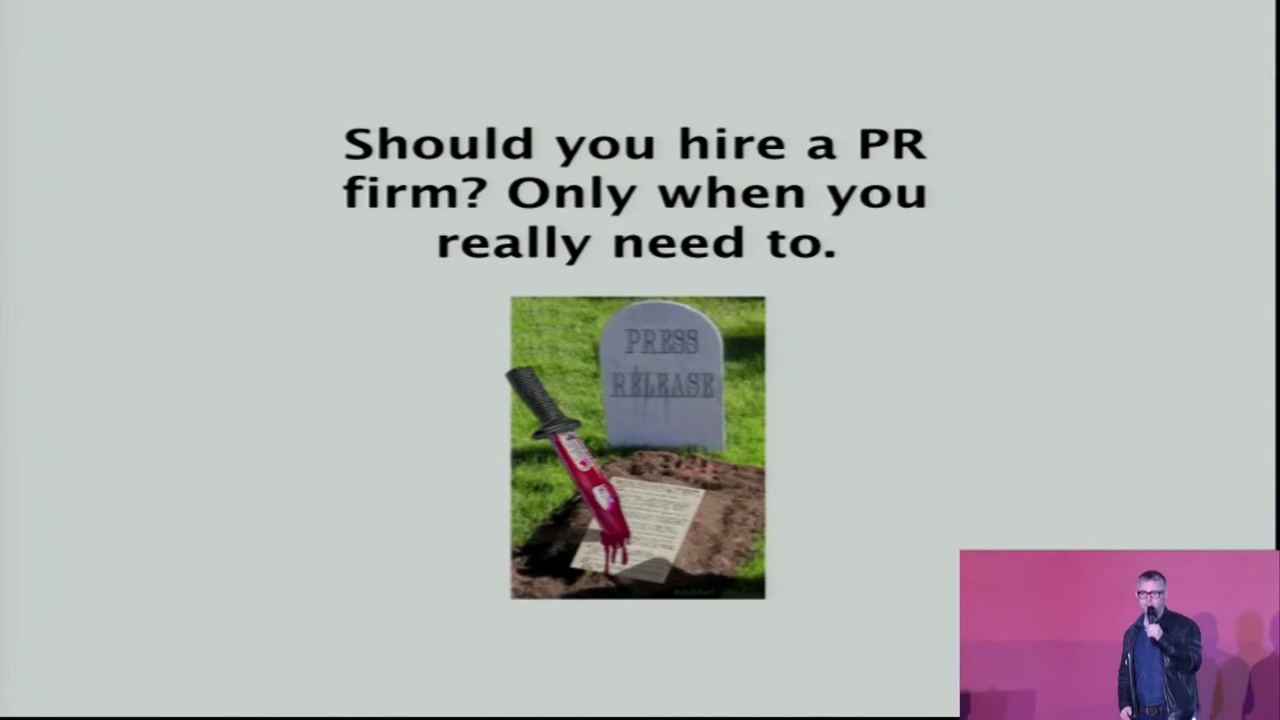 Should you hire a PR
firm? Only when you
really need to.
PRESS
RELEASE